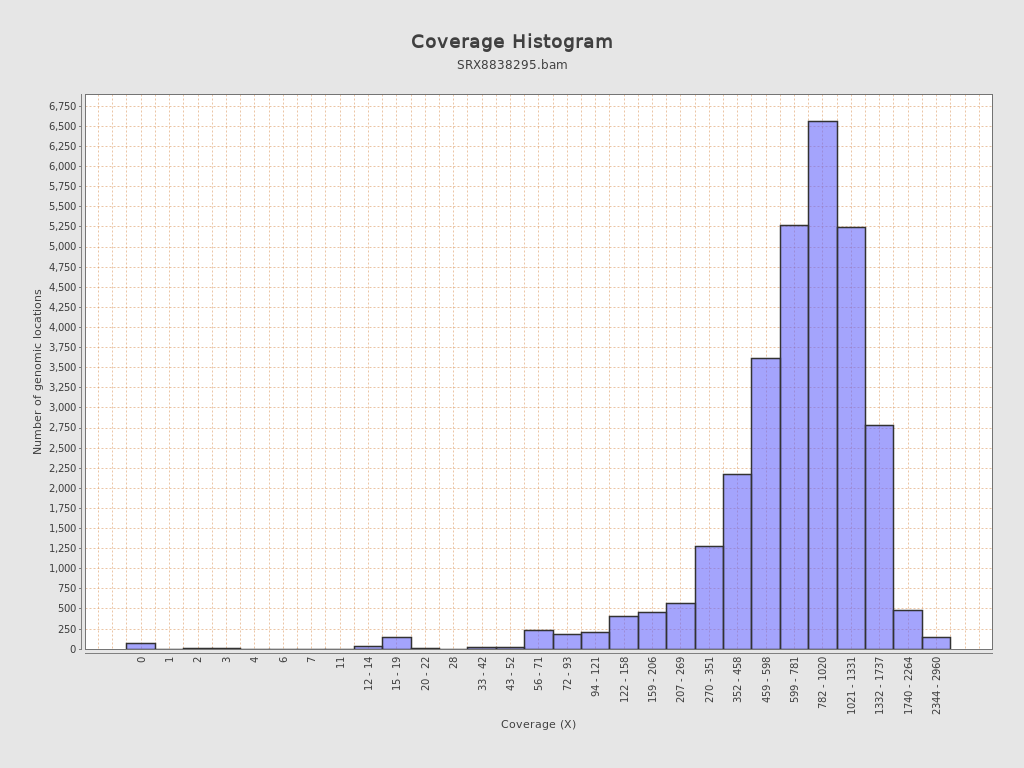 Coverage Histogram
SRX8838295.bam
Number of genomic locations
6,750
6,500
6,250
6,000
5,750
5,500
5,250
5,000
4,750
4,500
4,250
4,000
3,750
3,500
3,250
3,000
2,750
2,500
2,250
2,000
1,750
1,500
1,250
1,000
750
500
250
0
0
1
2
3
4
6
7
11
12 - 14
15 - 19
20 - 22
28
33 - 42
43 - 52
56 - 71
72 - 93
94 - 121
122 - 158
159 - 206
207 - 269
270 - 351
352 - 458
459 - 598
599 - 781
782 - 1020
1021 - 1331
1332 - 1737
1740 - 2264
2344 - 2960
Coverage (X)